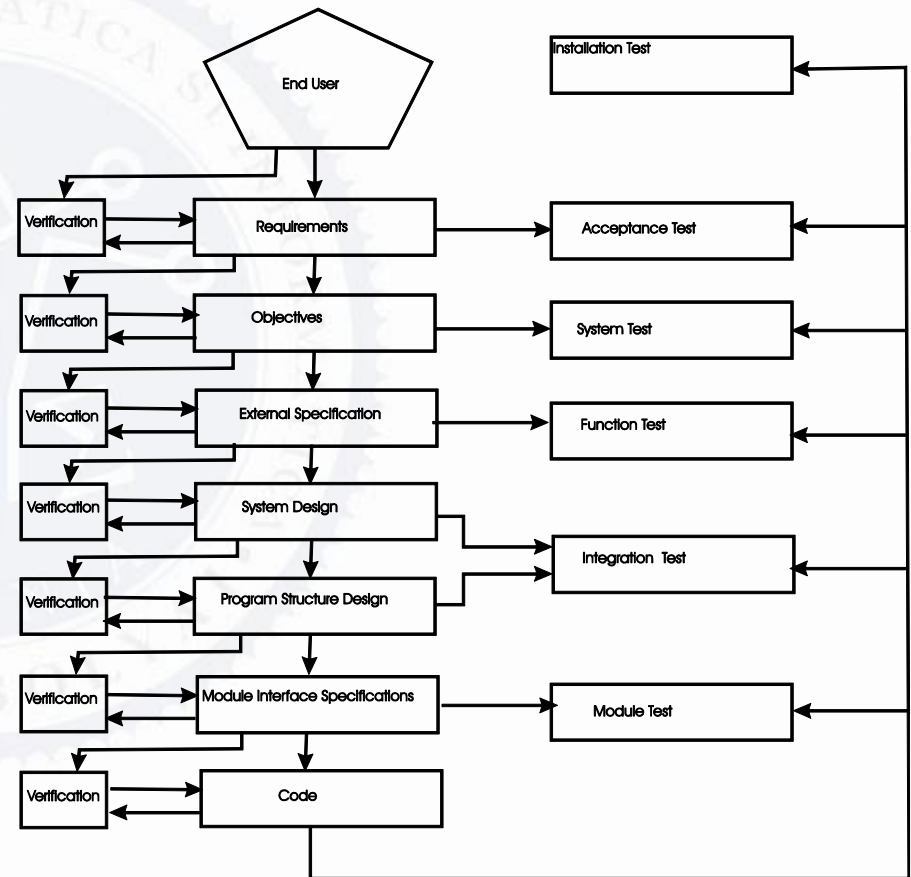 End User
Installation Test
Verification
Requirements
Acceptance Test
Verification
Objectives
System Test
Verification
External Specification
Function Test
Verification
System Design
Integration Test
Verification
Program Structure Design
Verification
Module Interface Specifications
Module Test
Verification
Code